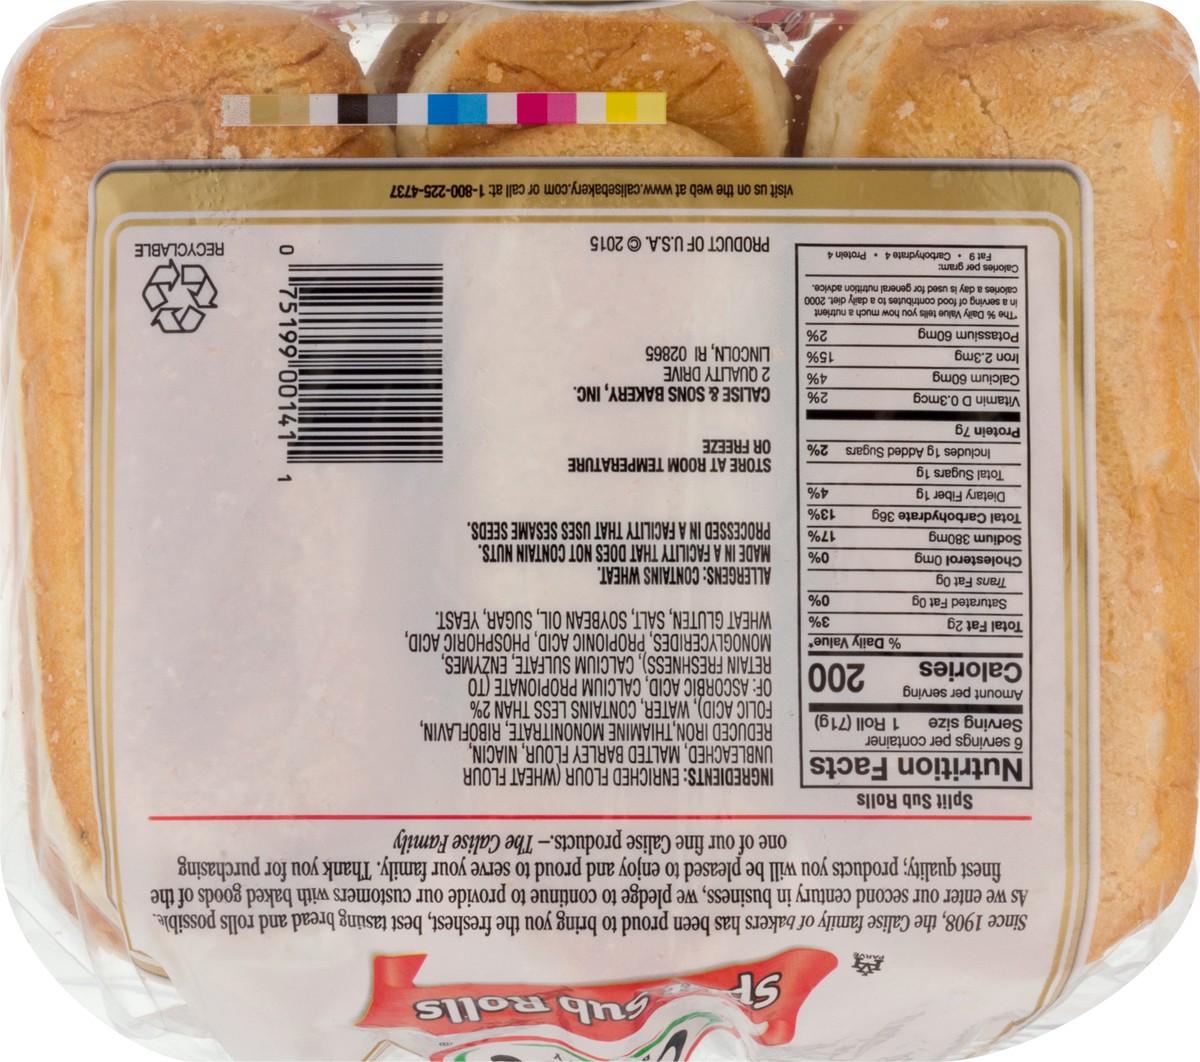 Sub Rolls
PARVE
Since 1908, the Calise family of bakers has been proud to bring you the freshest, best tasting bread and rolls possible.
As we enter our second century in business, we pledge to continue to provide our customers with baked goods of the
finest quality; products you will be pleased to enjoy and proud to serve your family. Thank you for purchasing
one of our fine Calise products.– The Calise Family
Split Sub Rolls
Nutrition Facts
6 servings per container
Serving size 1 Roll (71g)
Amount per serving
Calories 200
% Daily Value*
Total Fat 2g 3%
Saturated Fat 0g 0%
Trans Fat 0g
Cholesterol 0mg 0%
Sodium 380mg 17%
Total Carbohydrate 36g 13%
Dietary Fiber 1g 4%
Total Sugars 1g
Includes 1g Added Sugars 2%
Protein 7g
Vitamin D 0.3mcg 2%
Calcium 60mg 4%
Iron 2.3mg 15%
Potassium 60mg 2%
*The % Daily Value tells you how much a nutrient
in a serving of food contributes to a daily diet. 2000
calories a day is used for general nutrition advice.
Calories per gram:
Fat 9 • Carbohydrate 4 • Protein 4
INGREDIENTS: ENRICHED FLOUR (WHEAT FLOUR
UNBLEACHED, MALTED BARLEY FLOUR, NIACIN,
REDUCED IRON,THIAMINE MONONITRATE, RIBOFLAVIN,
FOLIC ACID), WATER, CONTAINS LESS THAN 2%
OF: ASCORBIC ACID, CALCIUM PROPIONATE (TO
RETAIN FRESHNESS), CALCIUM SULFATE, ENZYMES,
MONOGLYCERIDES, PROPIONIC ACID, PHOSPHORIC ACID,
WHEAT GLUTEN, SALT, SOYBEAN OIL, SUGAR, YEAST.
ALLERGENS: CONTAINS WHEAT.
MADE IN A FACILITY THAT DOES NOT CONTAIN NUTS.
PROCESSED IN A FACILITY THAT USES SESAME SEEDS.
STORE AT ROOM TEMPERATURE
OR FREEZE
CALISE & SONS BAKERY, INC.
2 QUALITY DRIVE
LINCOLN, RI 02865
PRODUCT OF U.S.A. © 2015
0 75199 00141 1
RECYCLABLE
visit us on the web at www.calisebakery.com or call at: 1-800-225-4737